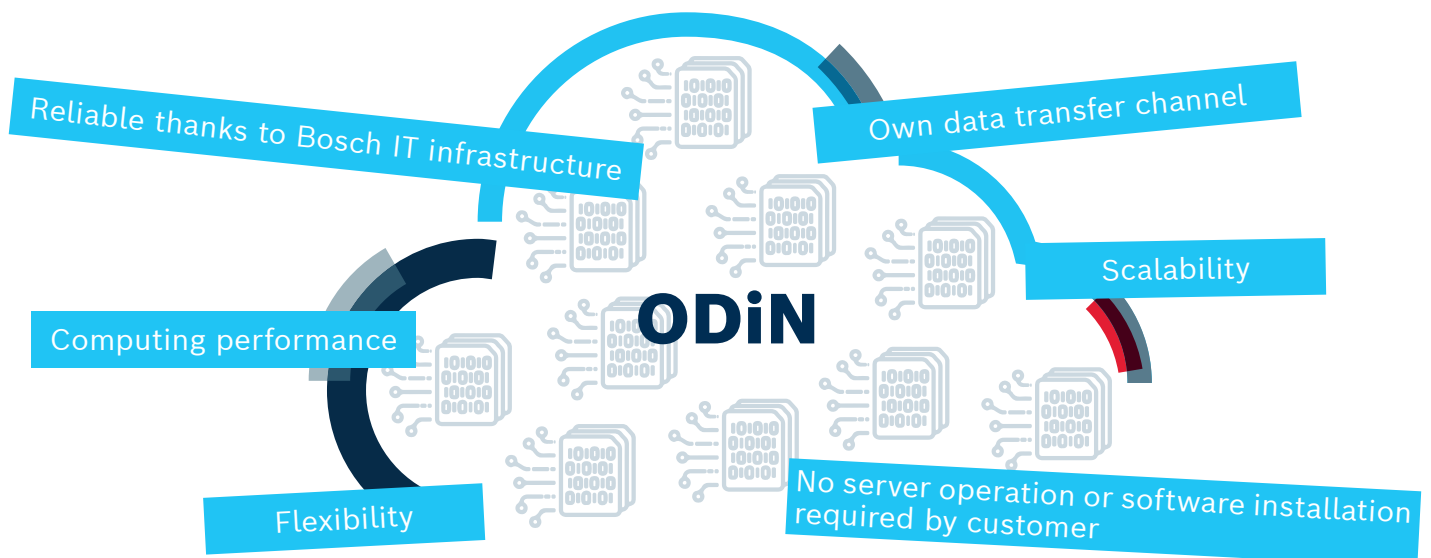 Reliable thanks to Bosch IT infrastructure
Own data transfer channel
Scalability
ODiN
Computing performance
Flexibility
No server operation or software installation
required by customer